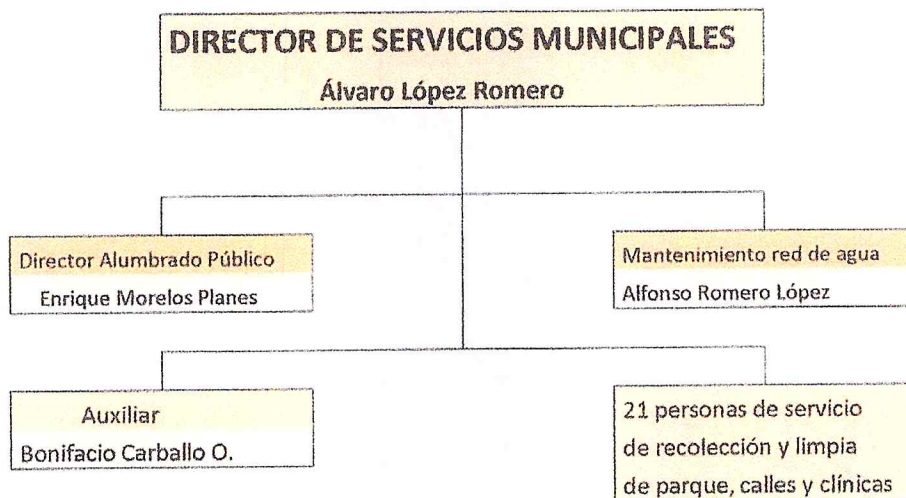 DIRECTOR DE SERVICIOS MUNICIPALES
Álvaro López Romero
Director Alumbrado Público
Enrique Morelos Planes
Mantenimiento red de agua
Alfonso Romero López
Auxiliar
Bonifacio Carballo O.
21 personas de servicio
de recolección y limpia
de parque, calles y clínicas